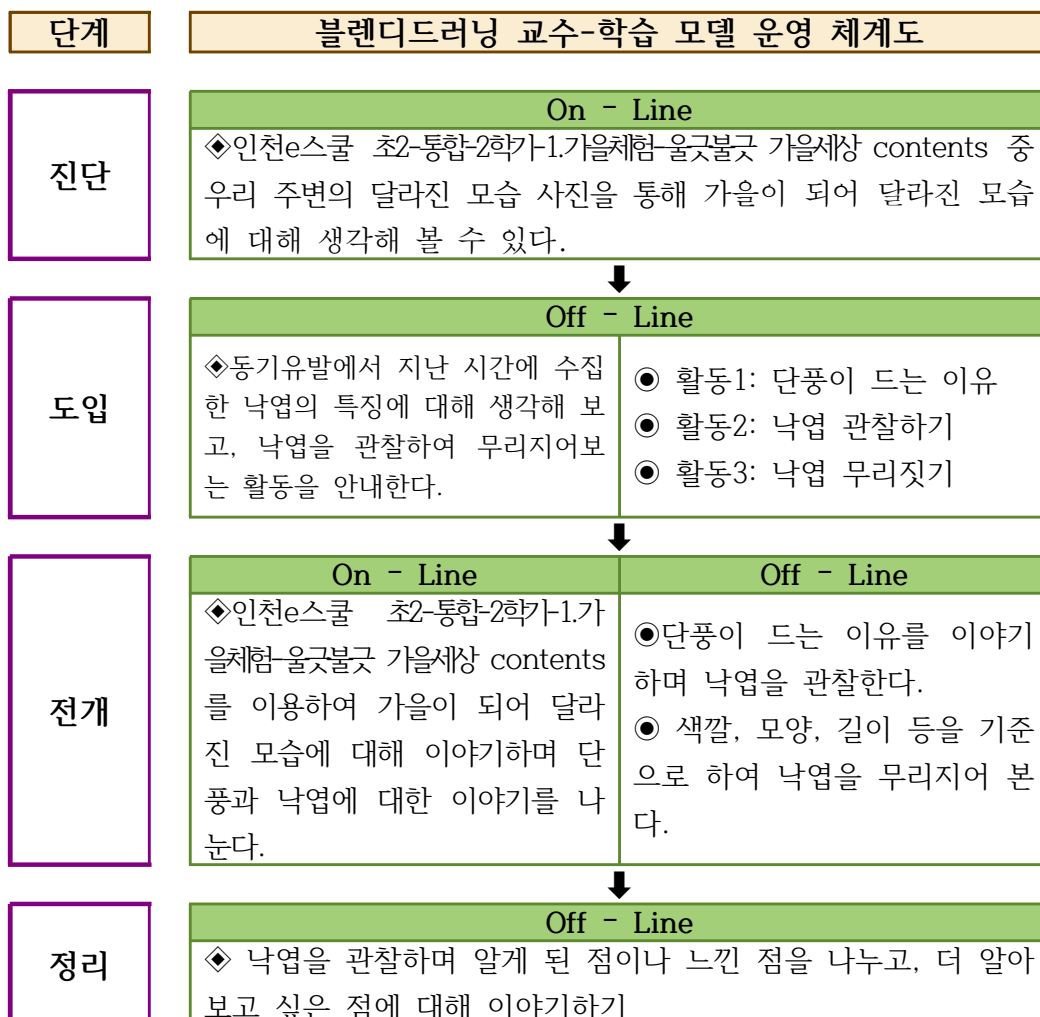 단계
블렌디드러닝 교수-학습 모델 운영 체계도
진단
On - Line
◈인천e스쿨 초2-통합-2학기-1.가을체험-울긋불긋 가을세상 contents 중
우리 주변의 달라진 모습 사진을 통해 가을이 되어 달라진 모습
에 대해 생각해 볼 수 있다.
도입
Off - Line
◈동기유발에서 지난 시간에 수집
한 낙엽의 특징에 대해 생각해 보
고, 낙엽을 관찰하여 무리지어보
는 활동을 안내한다.
◉ 활동1: 단풍이 드는 이유
◉ 활동2: 낙엽 관찰하기
◉ 활동3: 낙엽 무리짓기
전개
On - Line
◈인천e스쿨 초2-통합-2학기-1.가
을체험-울긋불긋 가을세상 contents
를 이용하여 가을이 되어 달라
진 모습에 대해 이야기하며 단
풍과 낙엽에 대한 이야기를 나
눈다.
Off - Line
◉단풍이 드는 이유를 이야기
하며 낙엽을 관찰한다.
◉ 색깔, 모양, 길이 등을 기준
으로 하여 낙엽을 무리지어 본
다.
정리
Off - Line
◈ 낙엽을 관찰하며 알게 된 점이나 느낀 점을 나누고, 더 알아
보고 싶은 점에 대해 이야기하기